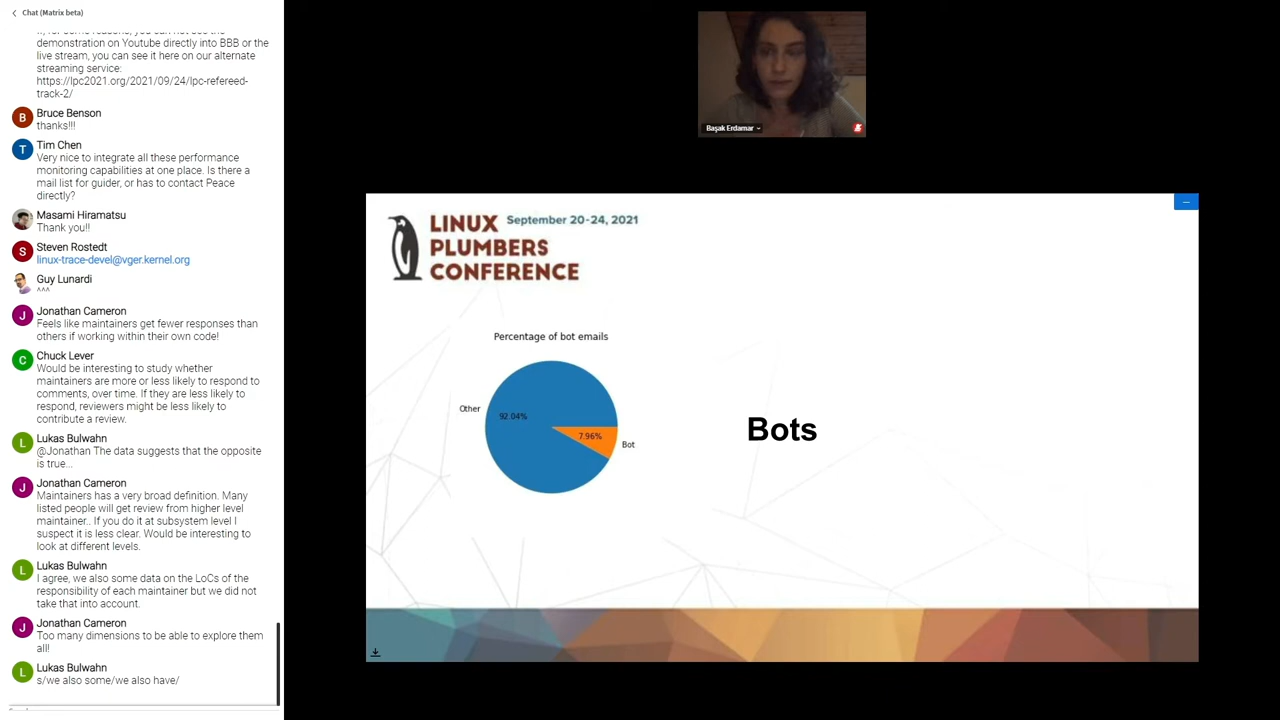 Chat (Matrix beta)
demonstration on Youtube directly into BBB or the
live stream, you can see it here on our alternate
streaming service:
https://lpc2021.org/2021/09/24/lpc-refereed-
track-2/
B
Bruce Benson
thanks!!!
T
Tim Chen
Very nice to integrate all these performance
monitoring capabilities at one place. Is there a
mail list for guider, or has to contact Peace
directly?
Masami Hiramatsu
Thank you!!
S
Steven Rostedt
linux-trace-devel@vger.kernel.org
Guy Lunardi
^^^
J
Jonathan Cameron
Feels like maintainers get fewer responses than
others if working within their own code!
C
Chuck Lever
Would be interesting to study whether
maintainers are more or less likely to respond to
comments, over time. If they are less likely to
respond, reviewers might be less likely to
contribute a review.
L
Lukas Bulwahn
@Jonathan The data suggests that the opposite
is true...
J
Jonathan Cameron
Maintainers has a very broad definition. Many
listed people will get review from higher level
maintainer.. If you do it at subsystem level I
suspect it is less clear. Would be interesting to
look at different levels.
L
Lukas Bulwahn
I agree, we also some data on the LoCs of the
responsibility of each maintainer but we did not
take that into account.
J
Jonathan Cameron
Too many dimensions to be able to explore them
all!
L
Lukas Bulwahn
s/we also some/we also have/
Başak Erdamar
LINUX September 20-24, 2021
PLUMBERS
CONFERENCE
Percentage of bot emails
Other
92.04%
7.96%
Bot
Bots